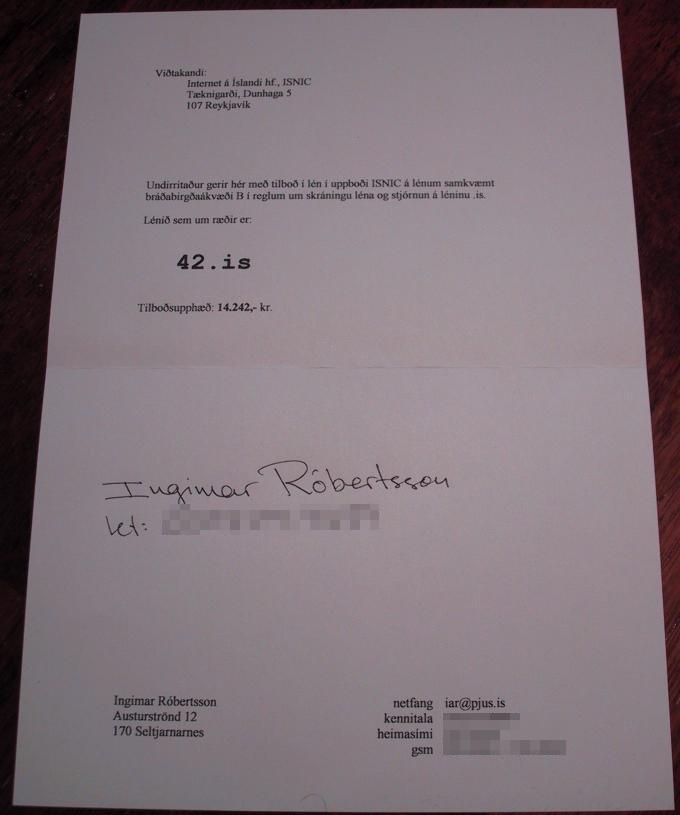 Viðtakandi:
Internet á Íslandi hf., ISNIC
Tæknigarði, Dunhaga 5
107 Reykjavík
Undirritaður gerir hér með tilboð í lén í uppboði ISNIC á lénum samkvæmt
bráðabirgðaákvæði B í reglum um skráningu léna og stjórnun á léninu .is.
Lénið sem um ræðir er:
42.is
Tilboðsupphæð: 14.242,- kr.
Ingimar Róbertsson
kt:
Ingimar Róbertsson
Austurströnd 12
170 Seltjarnarnes
netfang iar@pjus.is
kennitala
heimasími
gsm